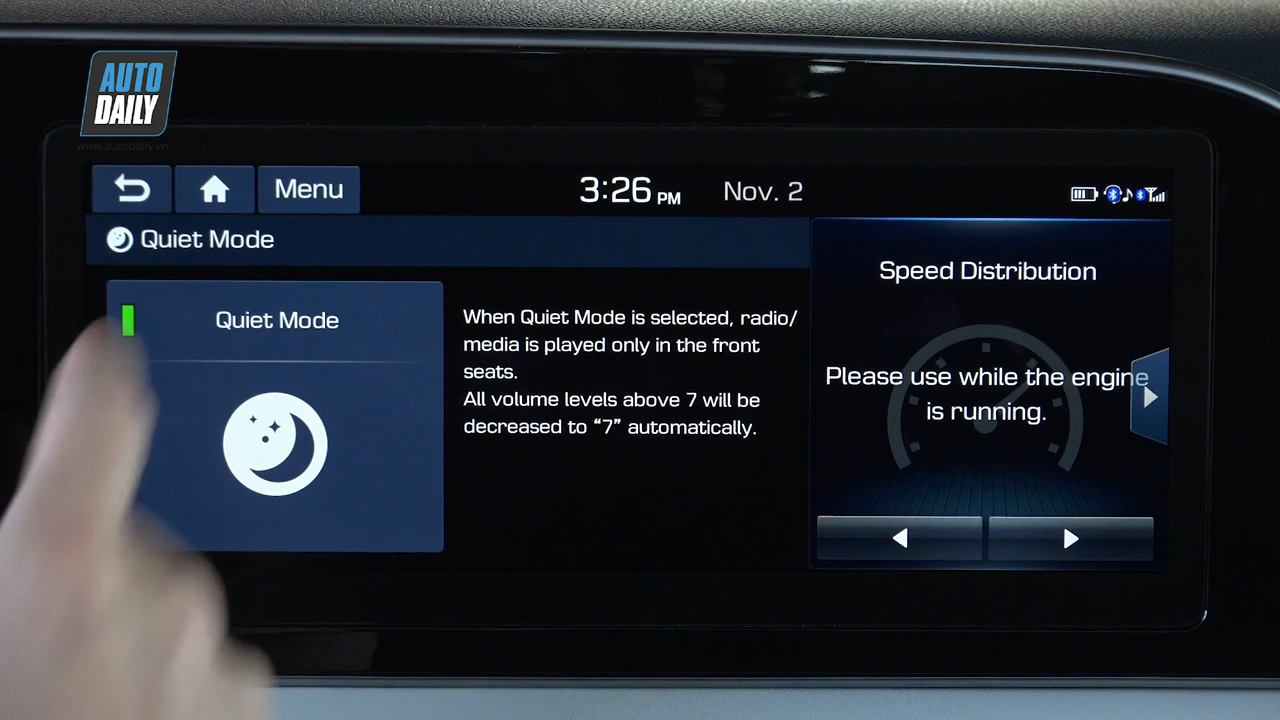 AUTO
DAILY
www.autodaily.vn
Menu
3:26 PM
Nov. 2
Quiet Mode
Quiet Mode
When Quiet Mode is selected, radio/
media is played only in the front
seats.
All volume levels above 7 will be
decreased to “7” automatically.
Speed Distribution
Please use while the engine
is running.